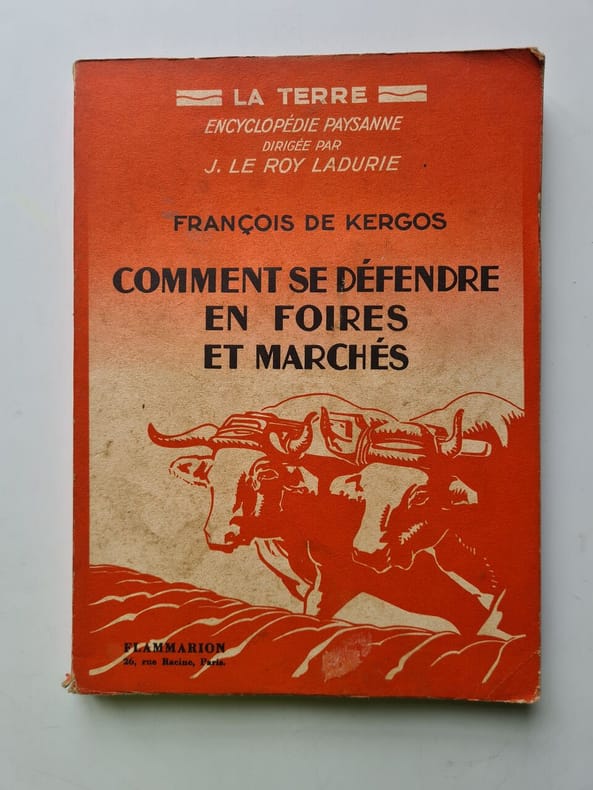 LA TERRE
ENCYCLOPÉDIE PAYSANNE
DIRIGÉE PAR
J. LE ROY LADURIE
FRANÇOIS DE KERGOS
COMMENT SE DÉFENDRE
EN FOIRES
ET MARCHÉS
FLAMMARION
26, rue Racine, Paris.